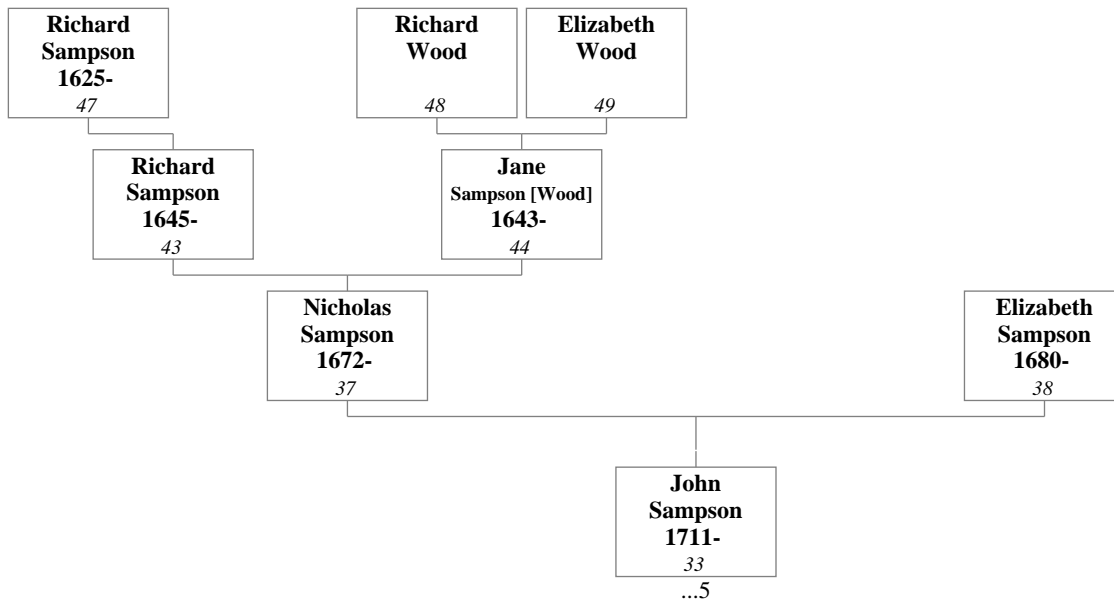 Richard
Sampson
1625-
47
Richard
Wood
48
Elizabeth
Wood
49
Richard
Sampson
1645-
43
Jane
Sampson [Wood]
1643-
44
Nicholas
Sampson
1672-
37
Elizabeth
Sampson
1680-
38
John
Sampson
1711-
33
...5